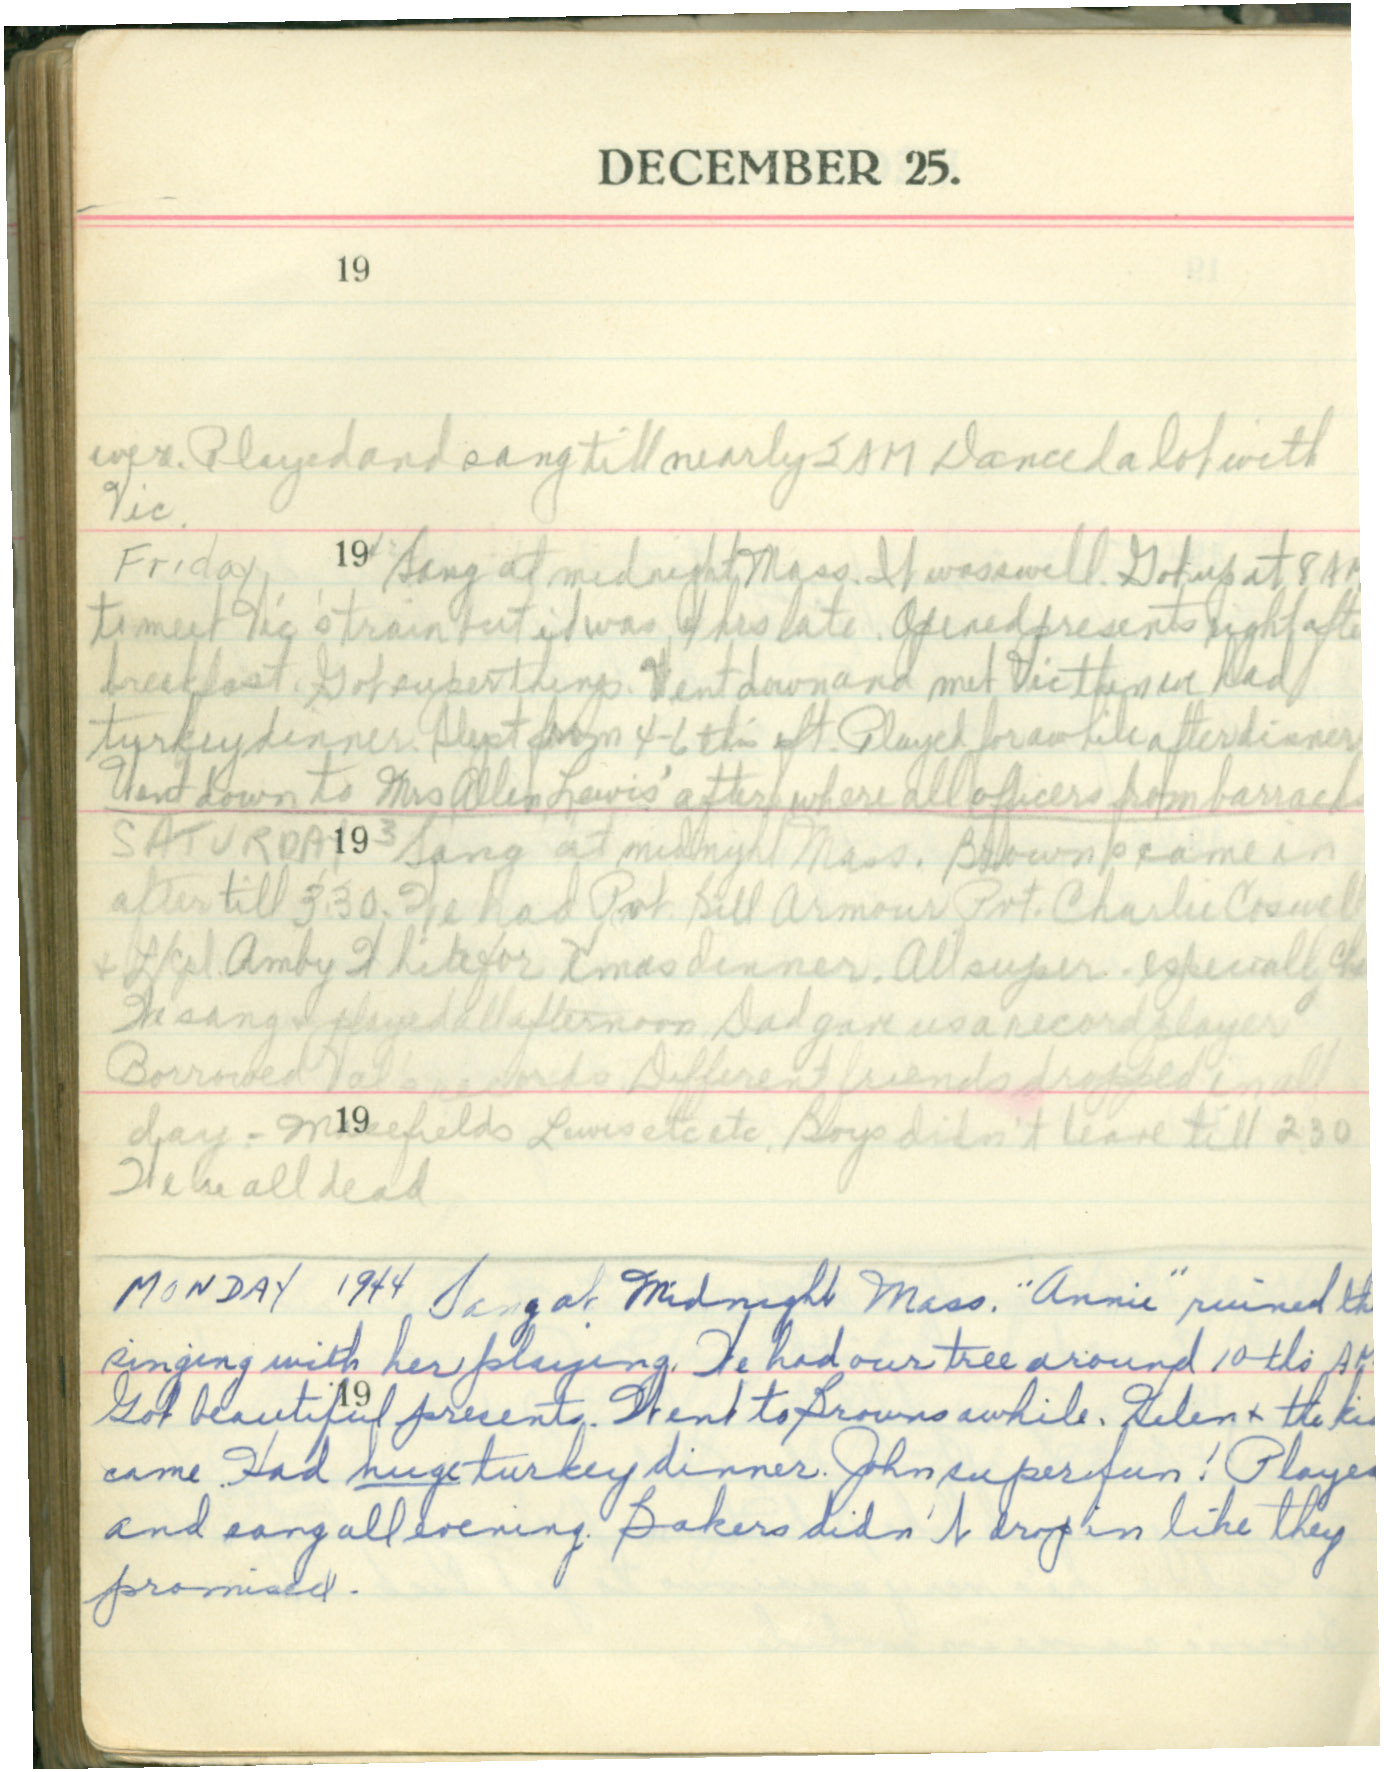 DECEMBER 25.
19
were. Played and sang till nearly 5 AM Danced a lot with
Vic.
Friday, 19 Sang at midnight Mass. It was swell. Got up at 8 AM
to meet Vic's train but it was hrs late. Opened presents right afte
breakfast. Got super things. Went down and met Vic then we had
turkey dinner. Slept from 4-6 this aft. Played for awhile after dinner
Went down to Mrs Allen Lewis' after where all officers from barracks
SATURDAY 193 Sang at midnight Mass. Browns came in
after till 3.30. We had Pvt. Bill Armour Pvt. Charlie Coswell
& L/Cpl. Amby White for Xmas dinner. All super - especially Cha
We sang & played all afternoon Dad gave us a record player
Borrowed Val's records Different friends dropped in all
19
day - Lewis etc etc. Boys didn't leave till 2.30
We're all dead
MONDAY 1944 Sang at Midnight Mass. "Annie" ruined the
singing with her playing. We had our tree around 10 this AM
19
Got beautiful presents. Went to Browns awhile. Helen & the kid
came. Had huge turkey dinner. John super fun! Played
and sang all evening. Bakers didn't drop in like they
promised.